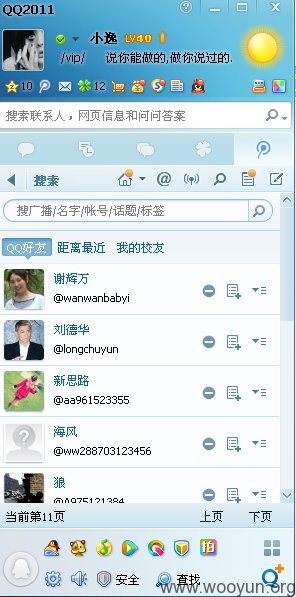 QQ2011
小逸 LV40
/vip/ 说你能做的,做你说过的.
10 12
搜索联系人，网页信息和问问答案
搜索
搜广播/名字/帐号/话题/标签
QQ好友 距离最近 我的校友
谢辉万
@wanwanbabyi
刘德华
@longchuyun
新思路
@aa961523355
海风
@ww288703123456
狼
@A975121384
当前第11页 上页 下页
安全 查找
www.wooyun.org